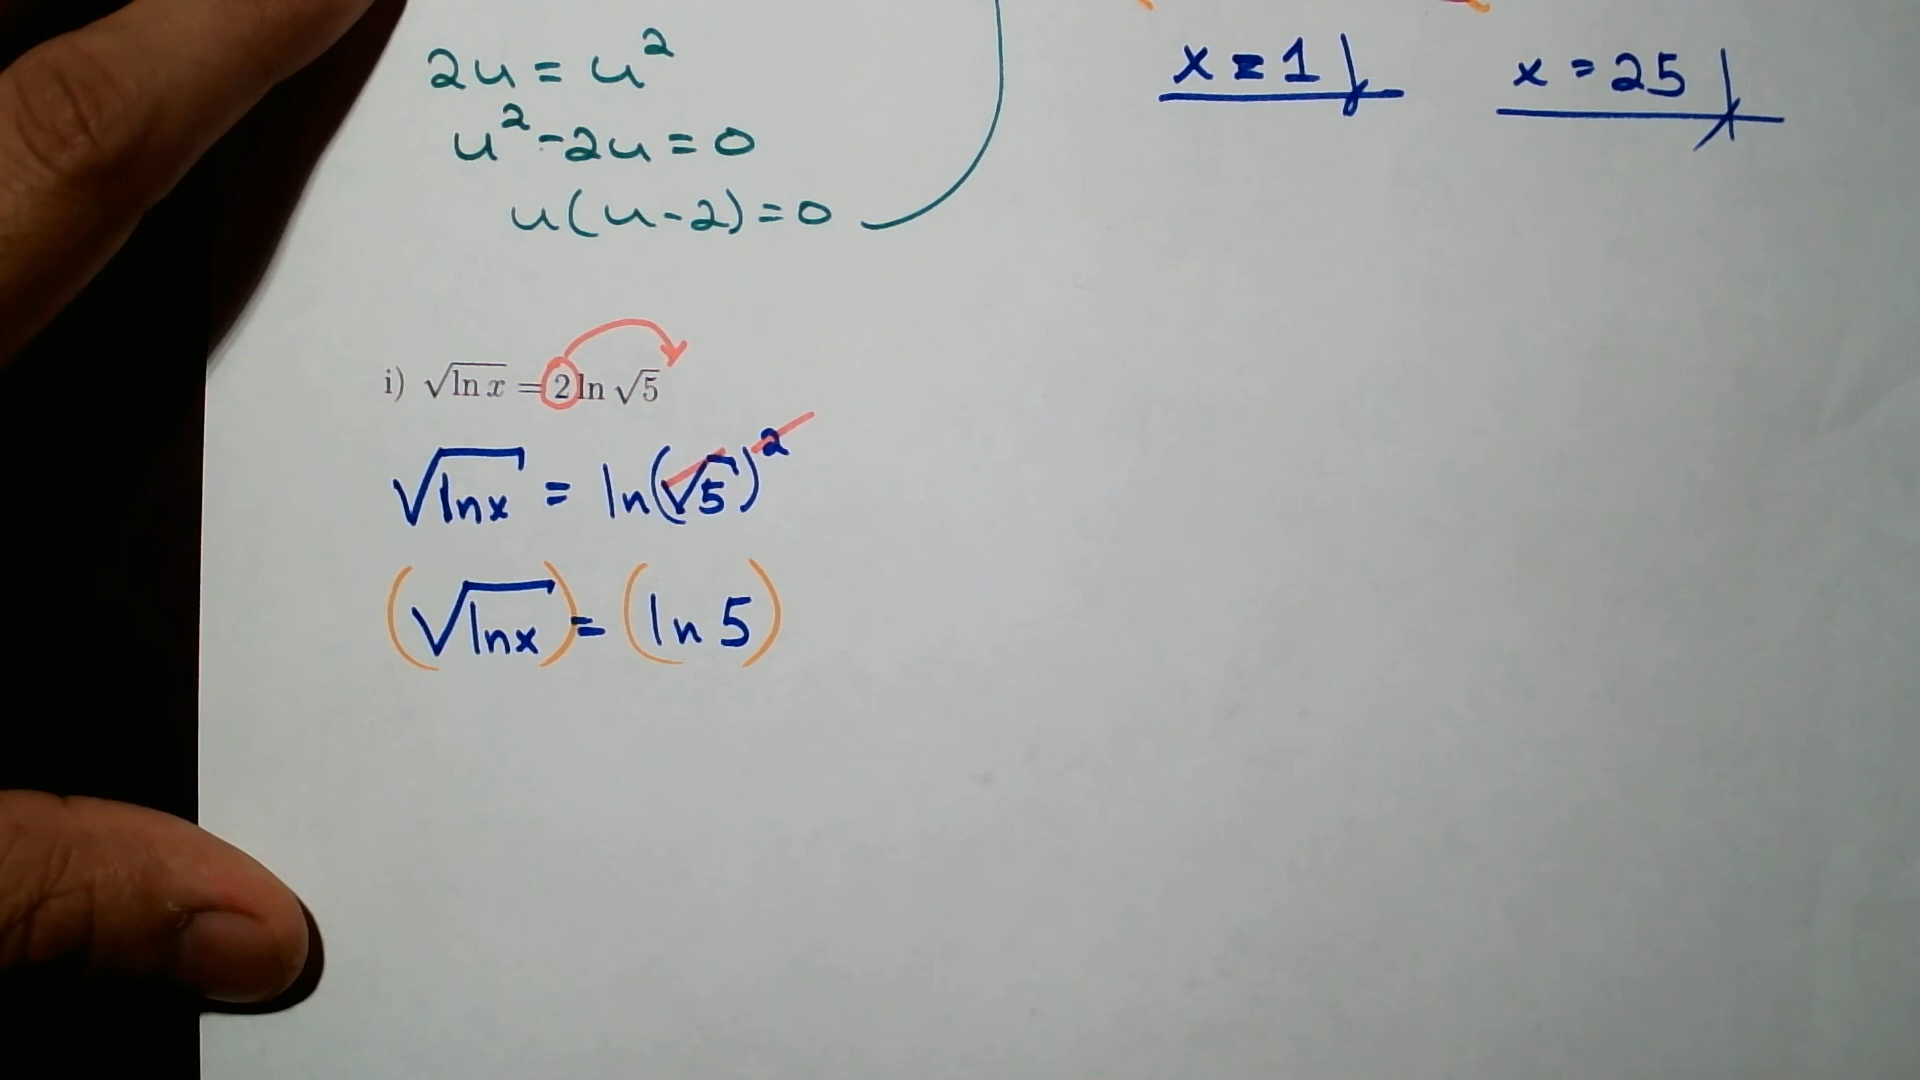 2u = u²
u² - 2u = 0
u(u - 2) = 0
x = 1
x = 25
i) √(ln x) = 2 ln √5
√(lnx) = ln(√5)²
(√(lnx)) = (ln 5)